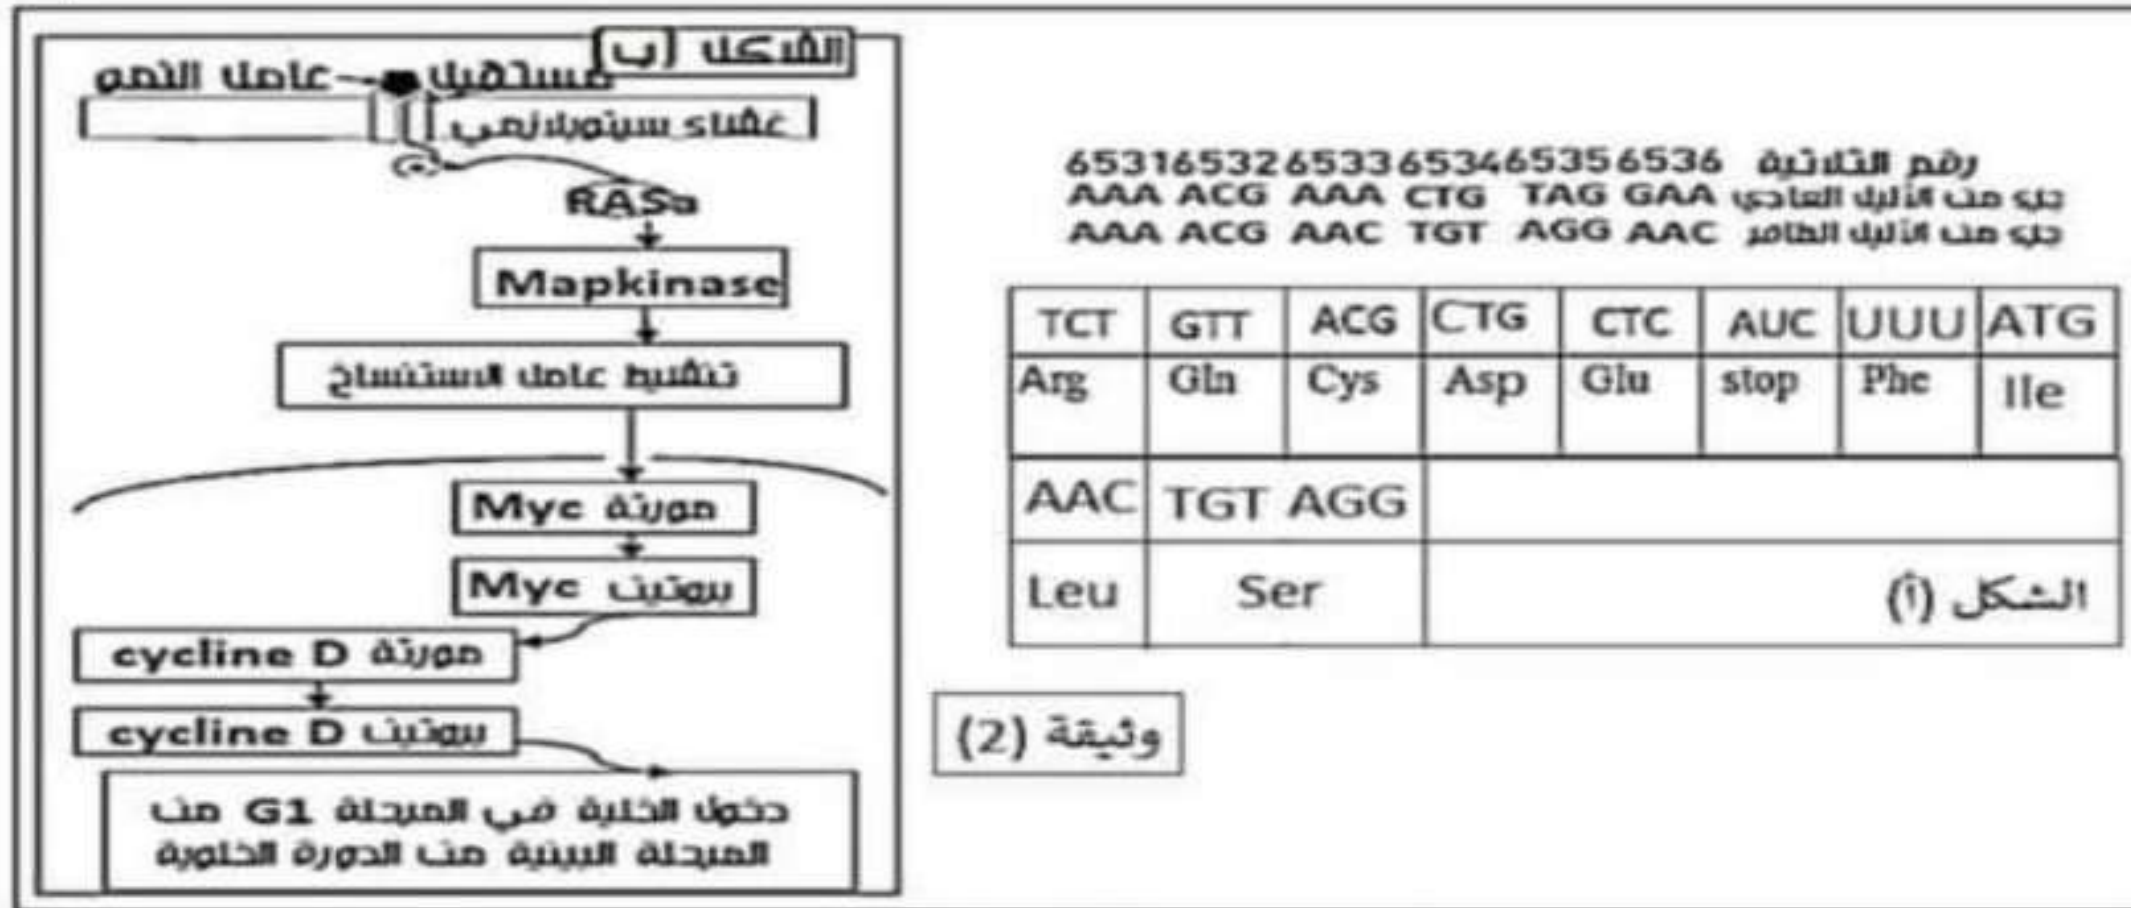 الشكل (ب)
عامل النمو
مستقبل
غشاء سيتوبلازمي
RASa
Mapkinase
تنشيط عامل الاستنساخ
مورثة Myc
بروتين Myc
مورثة cycline D
بروتين cycline D
دخول الخلية في المرحلة G1 من
المرحلة البينية من الدورة الخلوية
رقم الثلاثية 6531 6532 6533 6534 6535 6536
جزء من الأليل العادي AAA ACG AAA CTG TAG GAA
جزء من الأليل الطافر AAA ACG AAC TGT AGG AAC
TCT GTT ACG CTG CTC AUC UUU ATG
Arg Gln Cys Asp Glu stop Phe Ile
AAC TGT AGG
Leu Ser الشكل (أ)
وثيقة (2)